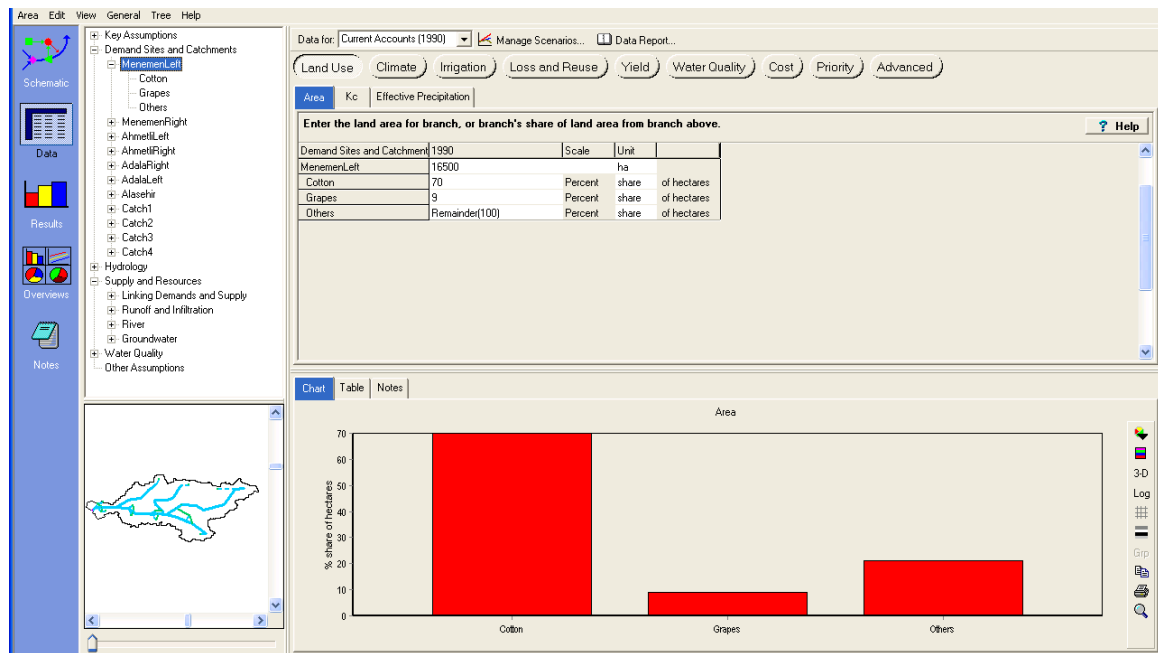 Area Edit View General Tree Help
Schematic
Data
Results
Overviews
Notes
Key Assumptions
Demand Sites and Catchments
MenemenLeft
Cotton
Grapes
Others
MenemenRight
AhmetliLeft
AhmetliRight
AdalaRight
AdalaLeft
Alasehir
Catch1
Catch2
Catch3
Catch4
Hydrology
Supply and Resources
Linking Demands and Supply
Runoff and Infiltration
River
Groundwater
Water Quality
Other Assumptions
Data for: Current Accounts (1990) Manage Scenarios... Data Report...
Land Use Climate Irrigation Loss and Reuse Yield Water Quality Cost Priority Advanced
Area Kc Effective Precipitation
Enter the land area for branch, or branch's share of land area from branch above.
? Help
Demand Sites and Catchment 1990 Scale Unit
MenemenLeft 16500 ha
Cotton 70 Percent share of hectares
Grapes 9 Percent share of hectares
Others Remainder(100) Percent share of hectares
Chart Table Notes
Area
% share of hectares
70
60
50
40
30
20
10
0
Cotton Grapes Others
3-D
Log
Grp